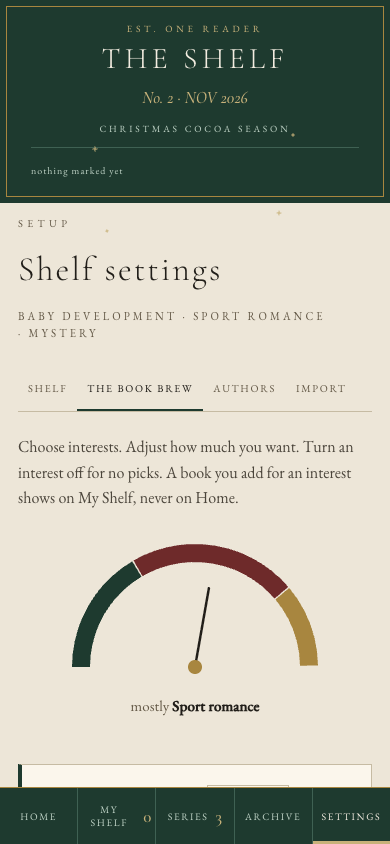 EST. ONE READER
THE SHELF
No. 2 · NOV 2026
CHRISTMAS COCOA SEASON
nothing marked yet
SETUP
Shelf settings
BABY DEVELOPMENT · SPORT ROMANCE
· MYSTERY
SHELF THE BOOK BREW AUTHORS IMPORT
Choose interests. Adjust how much you want. Turn an
interest off for no picks. A book you add for an interest
shows on My Shelf, never on Home.
mostly Sport romance
HOME
MY
SHELF 0
SERIES 3
ARCHIVE
SETTINGS